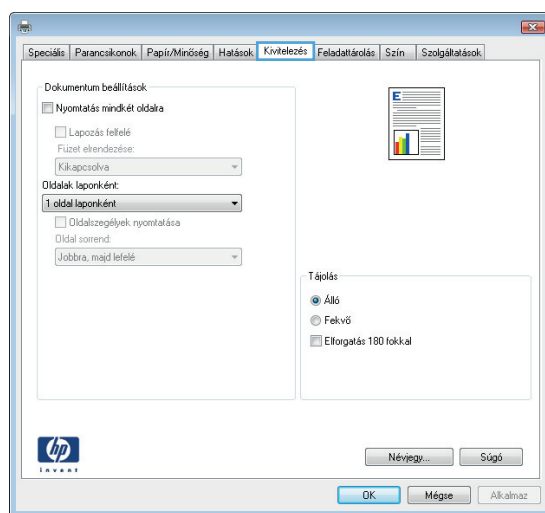 Speciális Parancsikonok Papír/Minőség Hatások Kivitelezés Feladattárolás Szín Szolgáltatások
Dokumentum beállítások
Nyomtatás mindkét oldalra
Lapozás felfelé
Füzet elrendezése:
Kikapcsolva
Oldalak laponként:
1 oldal laponként
Oldalszegélyek nyomtatása
Oldal sorrend:
Jobbra, majd lefelé
E
Tájolás
Álló
Fekvő
Elforgatás 180 fokkal
hp
invent
Névjegy... Súgó
OK Mégse Alkalmaz